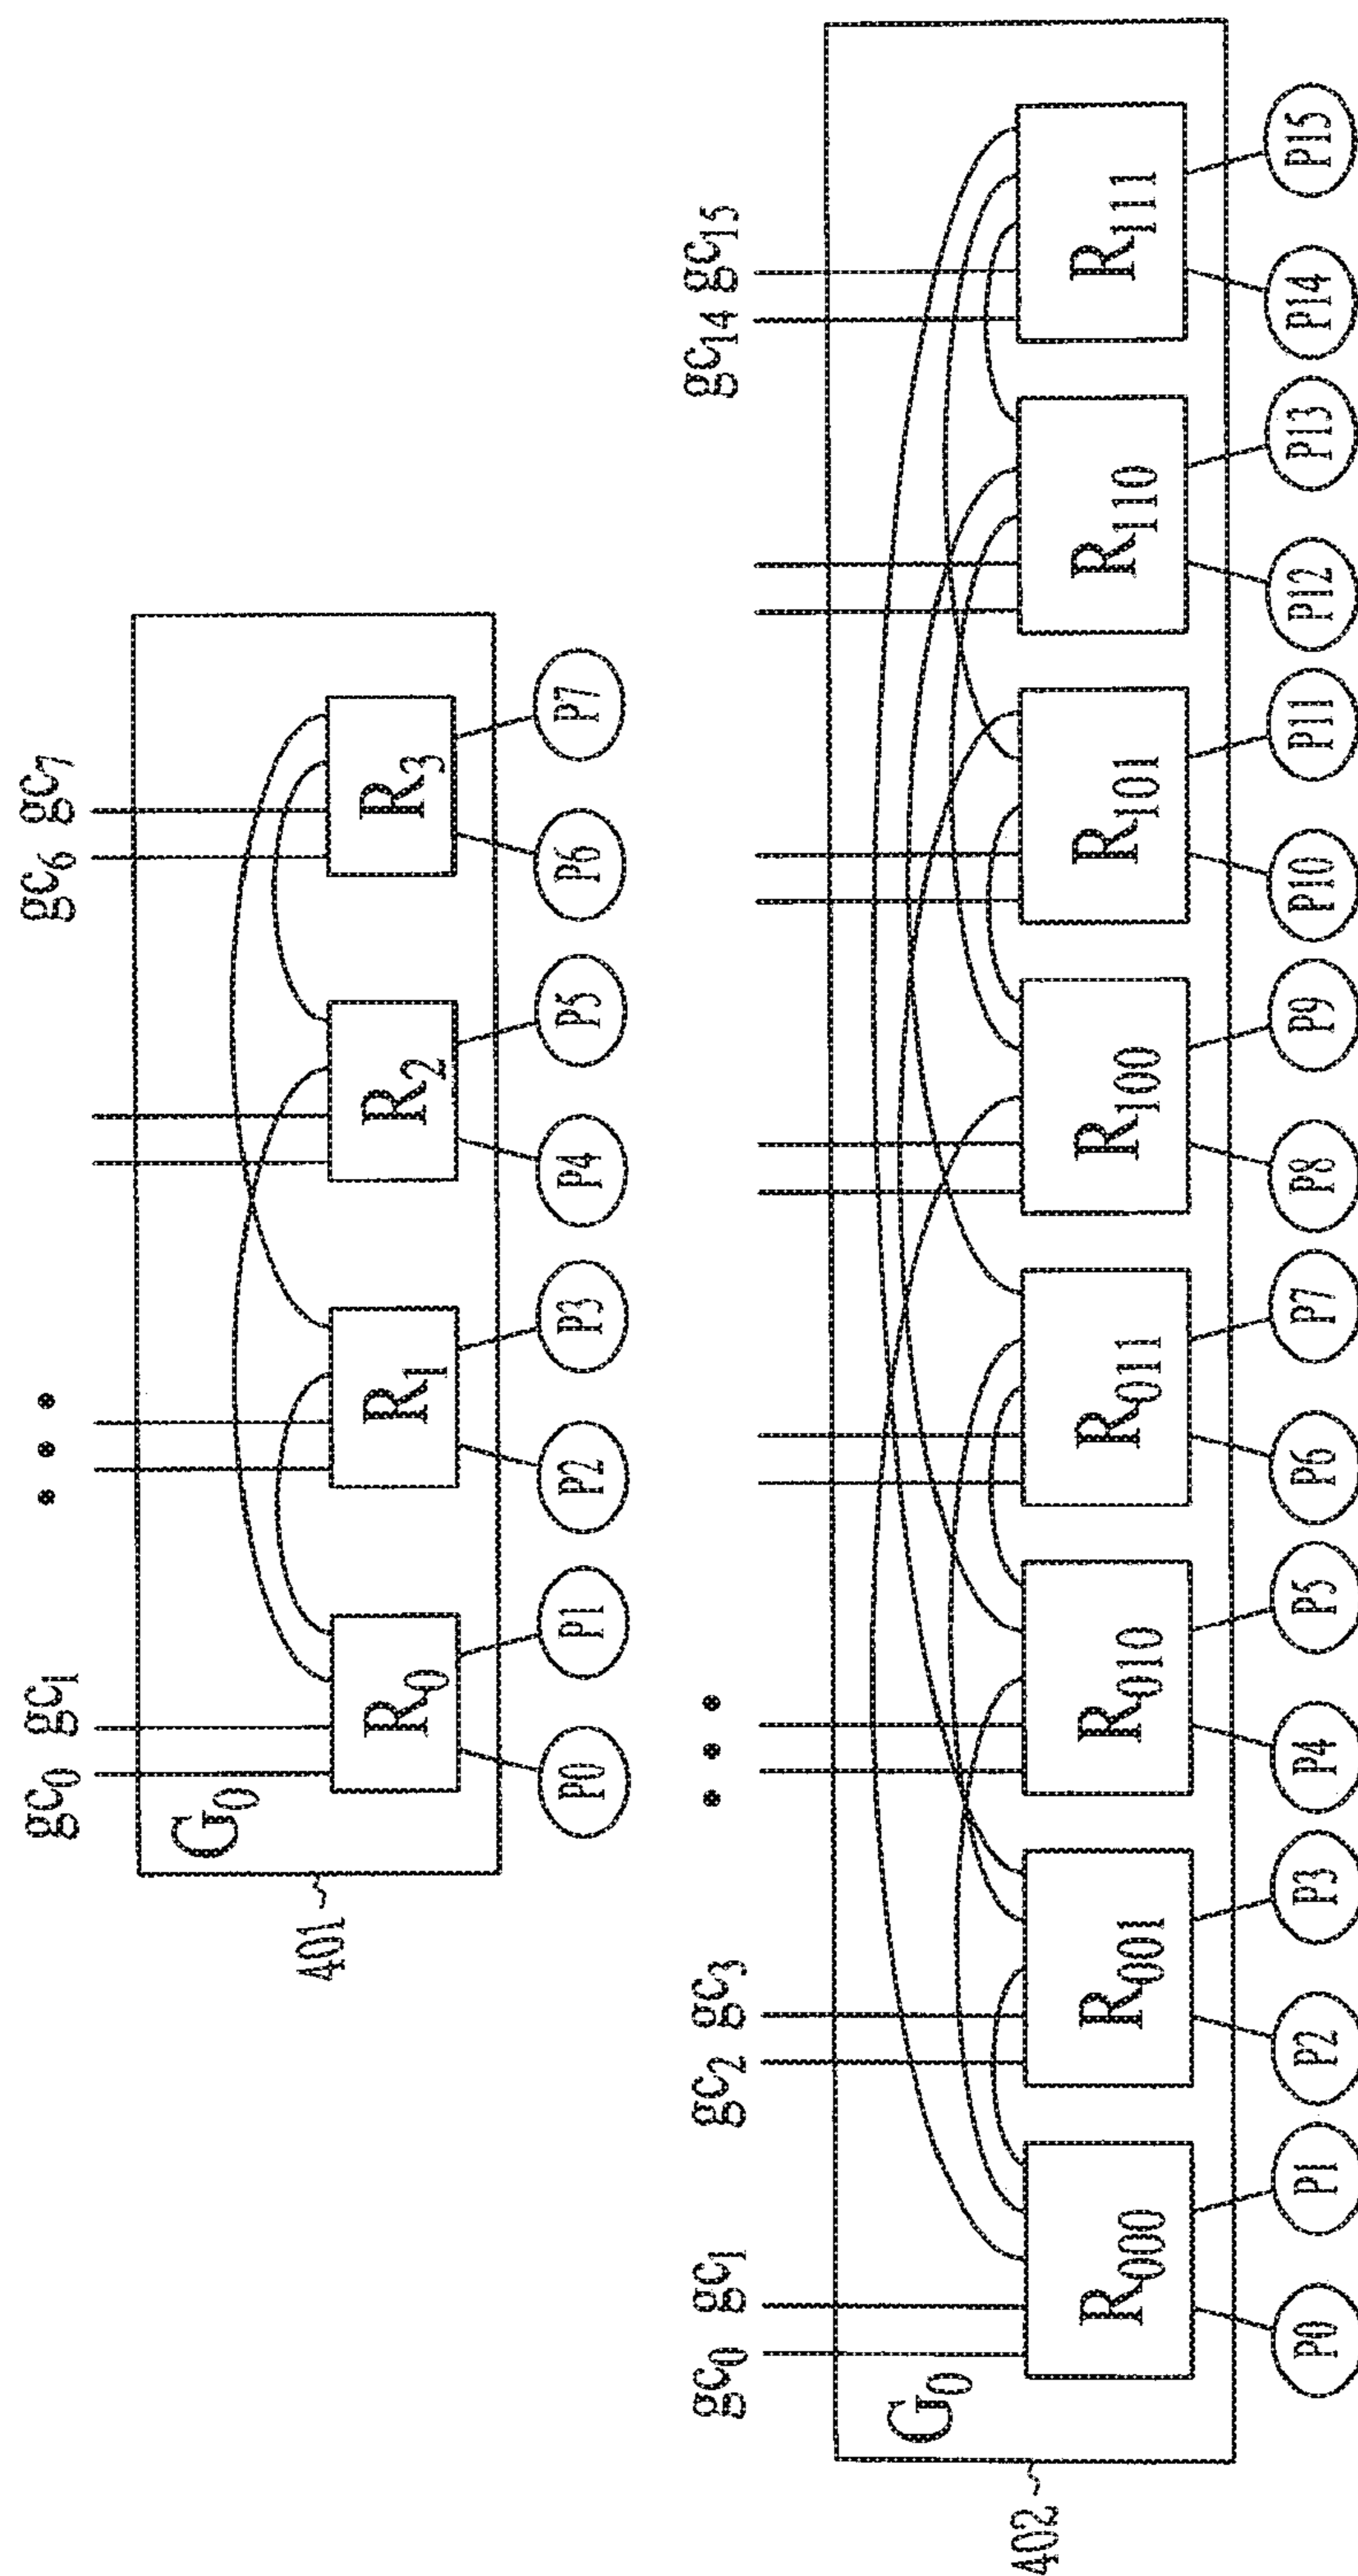 gc0 gc1 • • • gc6 gc7
G0
R0 R1 R2 R3
401
P0 P1 P2 P3 P4 P5 P6 P7
gc0 gc1 gc2 gc3 • • • gc14 gc15
G0
R000 R001 R010 R011 R100 R101 R110 R111
402
P0 P1 P2 P3 P4 P5 P6 P7 P8 P9 P10 P11 P12 P13 P14 P15